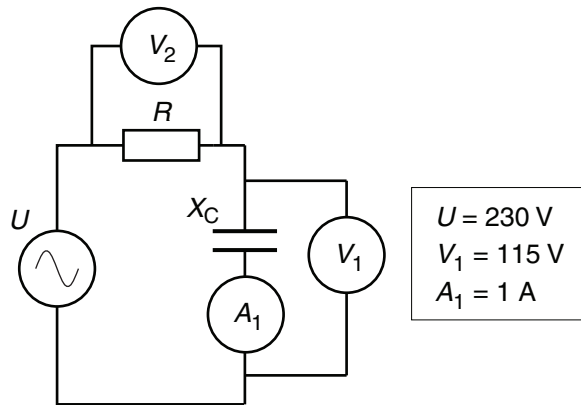 V2
R
XC
U
V1
A1
U = 230 V
V1 = 115 V
A1 = 1 A